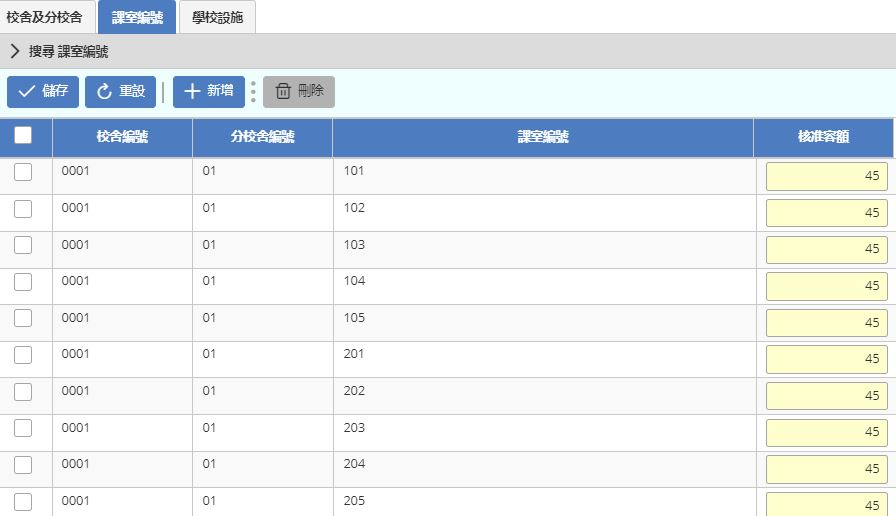 校舍及分校舍 課室編號 學校設施
搜尋 課室編號
儲存 重設 新增 刪除
校舍編號 分校舍編號 課室編號 核准容額
0001 01 101 45
0001 01 102 45
0001 01 103 45
0001 01 104 45
0001 01 105 45
0001 01 201 45
0001 01 202 45
0001 01 203 45
0001 01 204 45
0001 01 205 45